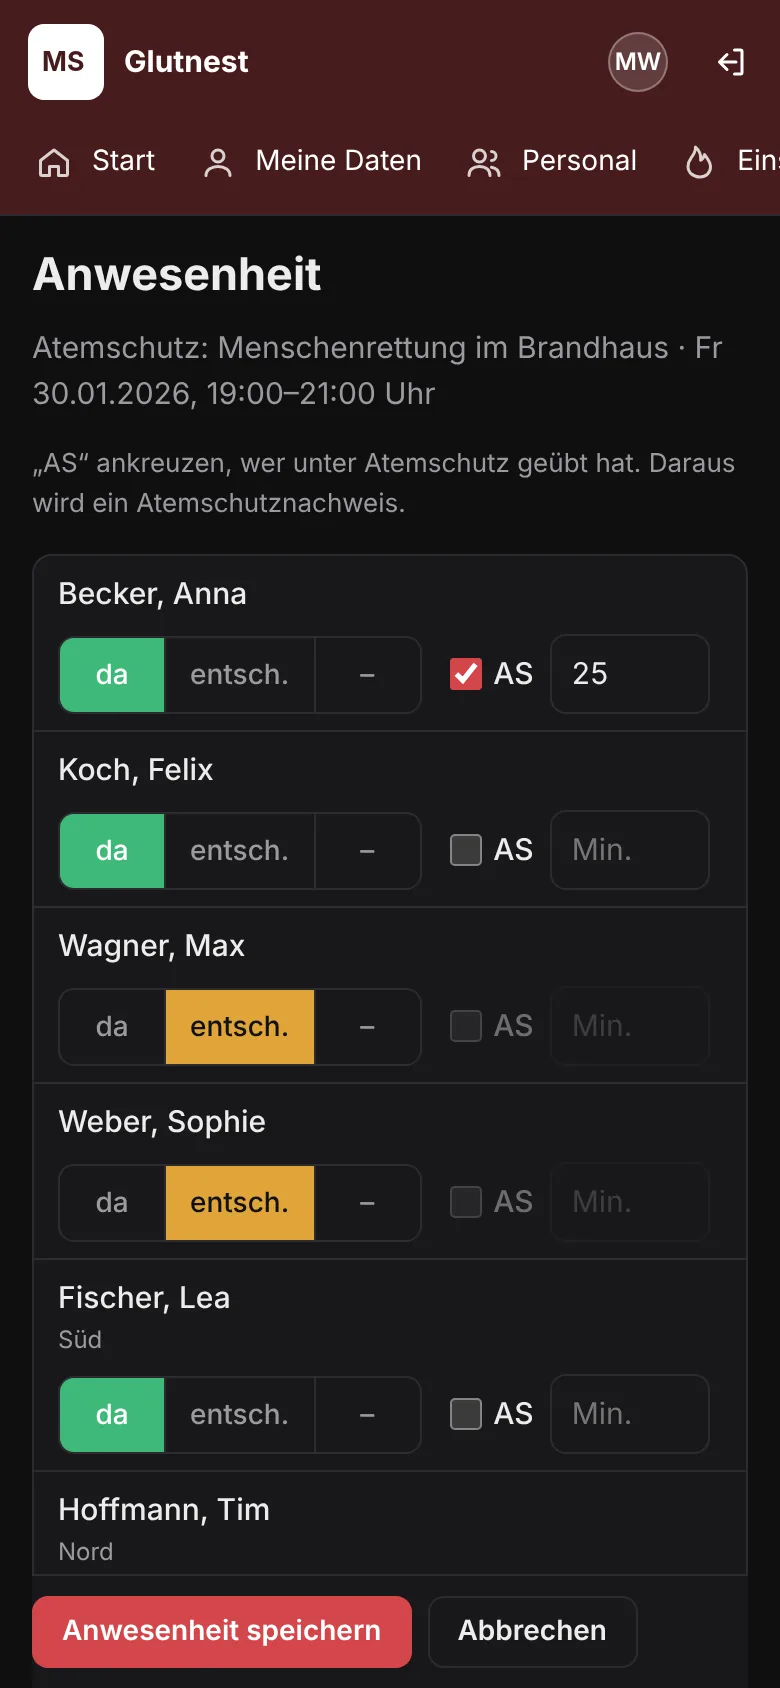 MS Glutnest MW
Start Meine Daten Personal Ein
Anwesenheit
Atemschutz: Menschenrettung im Brandhaus · Fr
30.01.2026, 19:00–21:00 Uhr
„AS“ ankreuzen, wer unter Atemschutz geübt hat. Daraus
wird ein Atemschutznachweis.
Becker, Anna
da entsch. – AS 25
Koch, Felix
da entsch. – AS Min.
Wagner, Max
da entsch. – AS Min.
Weber, Sophie
da entsch. – AS Min.
Fischer, Lea
Süd
da entsch. – AS Min.
Hoffmann, Tim
Nord
Anwesenheit speichern Abbrechen